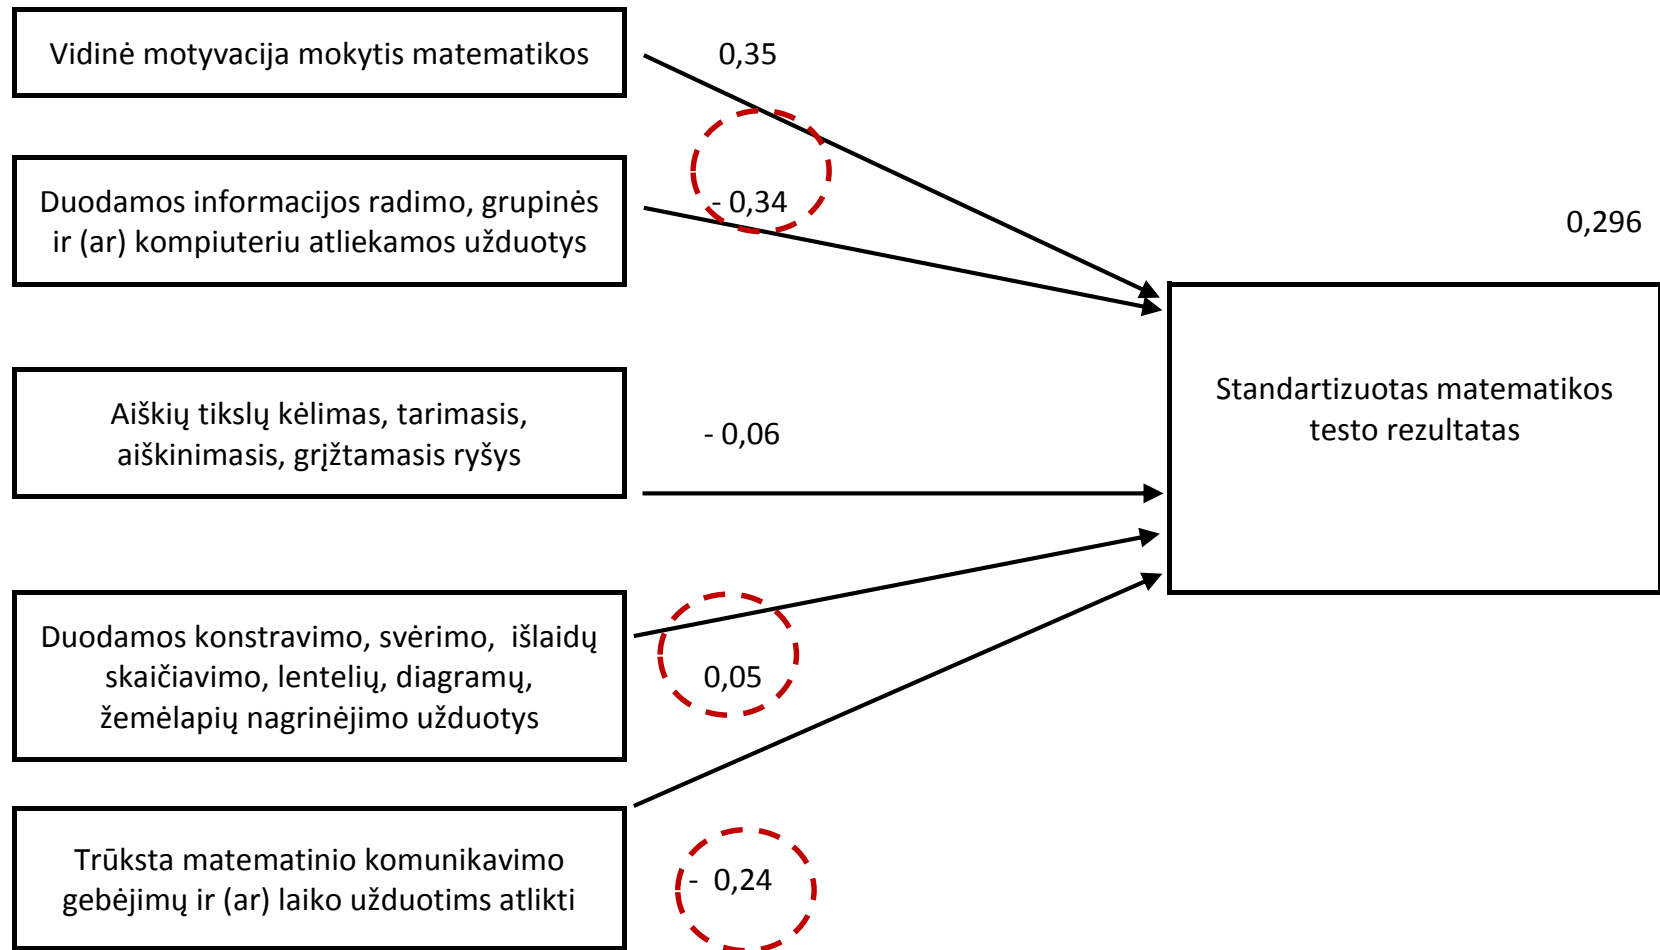 Vidinė motyvacija mokytis matematikos
0,35
Duodamos informacijos radimo, grupinės
ir (ar) kompiuteriu atliekamos užduotys
- 0,34
0,296
Aiškių tikslų kėlimas, tarimasis,
aiškinimasis, grįžtamasis ryšys
- 0,06
Standartizuotas matematikos
testo rezultatas
Duodamos konstravimo, svėrimo, išlaidų
skaičiavimo, lentelių, diagramų,
žemėlapių nagrinėjimo užduotys
0,05
Trūksta matematinio komunikavimo
gebėjimų ir (ar) laiko užduotims atlikti
- 0,24